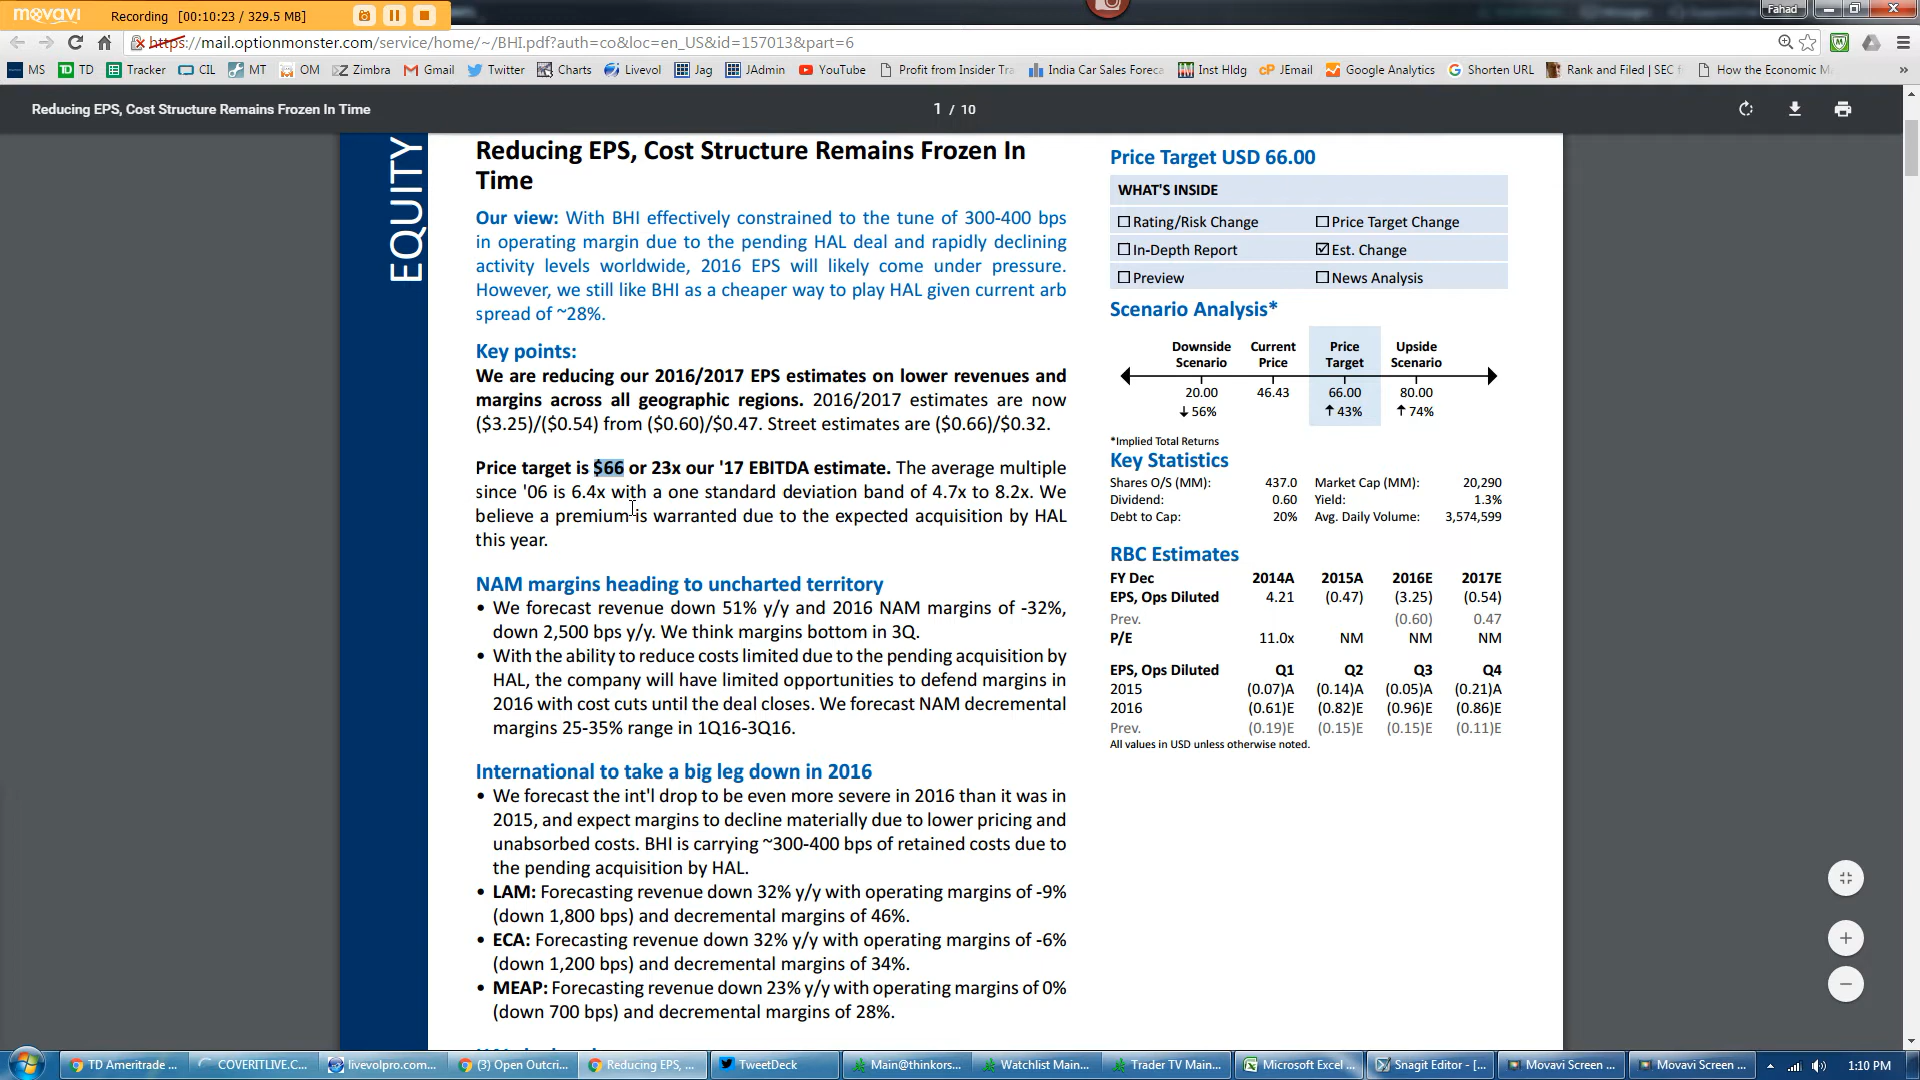 movavi
Recording [00:10:23 / 329.5 MB]
Fahad
https://mail.optionmonster.com/service/home/~/BHI.pdf?auth=co&loc=en_US&id=157013&part=6
MS TD Tracker CIL MT OM Zimbra Gmail Twitter Charts Livevol Jag JAdmin YouTube Profit from Insider Tra India Car Sales Foreca Inst Hldg JEmail Google Analytics Shorten URL Rank and Filed | SEC How the Economic M »
Reducing EPS, Cost Structure Remains Frozen In Time
1 / 10
EQUITY
Reducing EPS, Cost Structure Remains Frozen In
Time
Our view: With BHI effectively constrained to the tune of 300-400 bps
in operating margin due to the pending HAL deal and rapidly declining
activity levels worldwide, 2016 EPS will likely come under pressure.
However, we still like BHI as a cheaper way to play HAL given current arb
spread of ~28%.
Key points:
We are reducing our 2016/2017 EPS estimates on lower revenues and
margins across all geographic regions. 2016/2017 estimates are now
($3.25)/($0.54) from ($0.60)/$0.47. Street estimates are ($0.66)/$0.32.
Price target is $66 or 23x our '17 EBITDA estimate. The average multiple
since '06 is 6.4x with a one standard deviation band of 4.7x to 8.2x. We
believe a premium is warranted due to the expected acquisition by HAL
this year.
NAM margins heading to uncharted territory
• We forecast revenue down 51% y/y and 2016 NAM margins of -32%,
down 2,500 bps y/y. We think margins bottom in 3Q.
• With the ability to reduce costs limited due to the pending acquisition by
HAL, the company will have limited opportunities to defend margins in
2016 with cost cuts until the deal closes. We forecast NAM decremental
margins 25-35% range in 1Q16-3Q16.
International to take a big leg down in 2016
• We forecast the int'l drop to be even more severe in 2016 than it was in
2015, and expect margins to decline materially due to lower pricing and
unabsorbed costs. BHI is carrying ~300-400 bps of retained costs due to
the pending acquisition by HAL.
• LAM: Forecasting revenue down 32% y/y with operating margins of -9%
(down 1,800 bps) and decremental margins of 46%.
• ECA: Forecasting revenue down 32% y/y with operating margins of -6%
(down 1,200 bps) and decremental margins of 34%.
• MEAP: Forecasting revenue down 23% y/y with operating margins of 0%
(down 700 bps) and decremental margins of 28%.
Price Target USD 66.00
WHAT'S INSIDE
Rating/Risk Change Price Target Change
In-Depth Report Est. Change
Preview News Analysis
Scenario Analysis*
Downside Current Price Upside
Scenario Price Target Scenario
20.00 46.43 66.00 80.00
↓ 56% ↑ 43% ↑ 74%
*Implied Total Returns
Key Statistics
Shares O/S (MM): 437.0 Market Cap (MM): 20,290
Dividend: 0.60 Yield: 1.3%
Debt to Cap: 20% Avg. Daily Volume: 3,574,599
RBC Estimates
FY Dec 2014A 2015A 2016E 2017E
EPS, Ops Diluted 4.21 (0.47) (3.25) (0.54)
Prev. (0.60) 0.47
P/E 11.0x NM NM NM
EPS, Ops Diluted Q1 Q2 Q3 Q4
2015 (0.07)A (0.14)A (0.05)A (0.21)A
2016 (0.61)E (0.82)E (0.96)E (0.86)E
Prev. (0.19)E (0.15)E (0.15)E (0.11)E
All values in USD unless otherwise noted.
TD Ameritrade ... COVERITLIVE.C... livevolpro.com... (3) Open Outcri... Reducing EPS, ... TweetDeck Main@thinkors... Watchlist Main... Trader TV Main... Microsoft Excel ... Snagit Editor - [... Movavi Screen ... Movavi Screen ... 1:10 PM